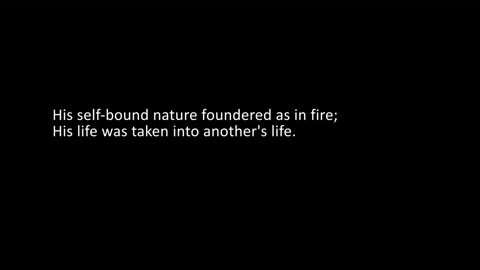 His self-bound nature foundered as in fire;
His life was taken into another's life.